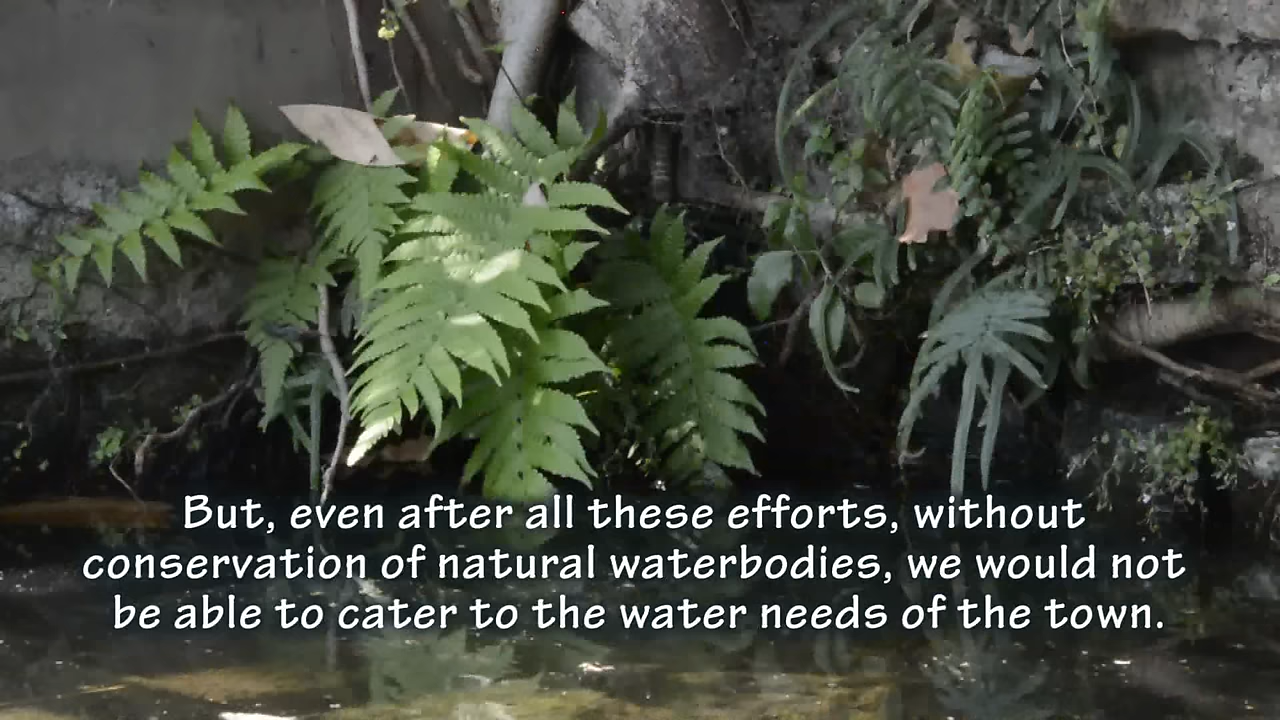 But, even after all these efforts, without
conservation of natural waterbodies, we would not
be able to cater to the water needs of the town.